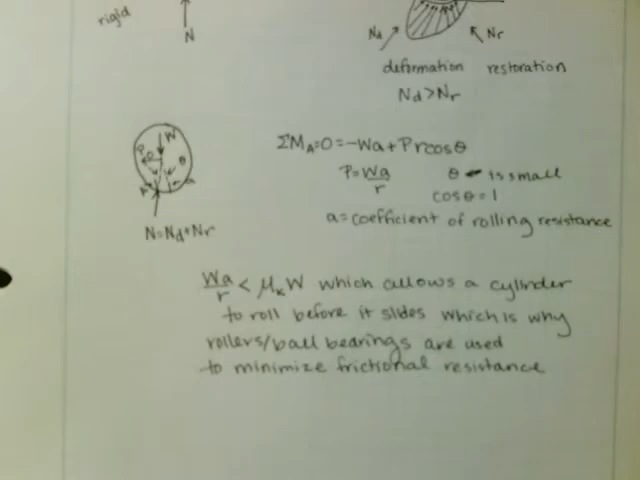 rigid
N
Nd
Nr
deformation restoration
Nd > Nr
W
P
θ
N=Nd+Nr
ΣMA=0=-Wa+Prcosθ
P=Wa/r θ is small
cosθ=1
a=coefficient of rolling resistance
Wa/r < μkW which allows a cylinder
to roll before it slides which is why
rollers/ball bearings are used
to minimize frictional resistance